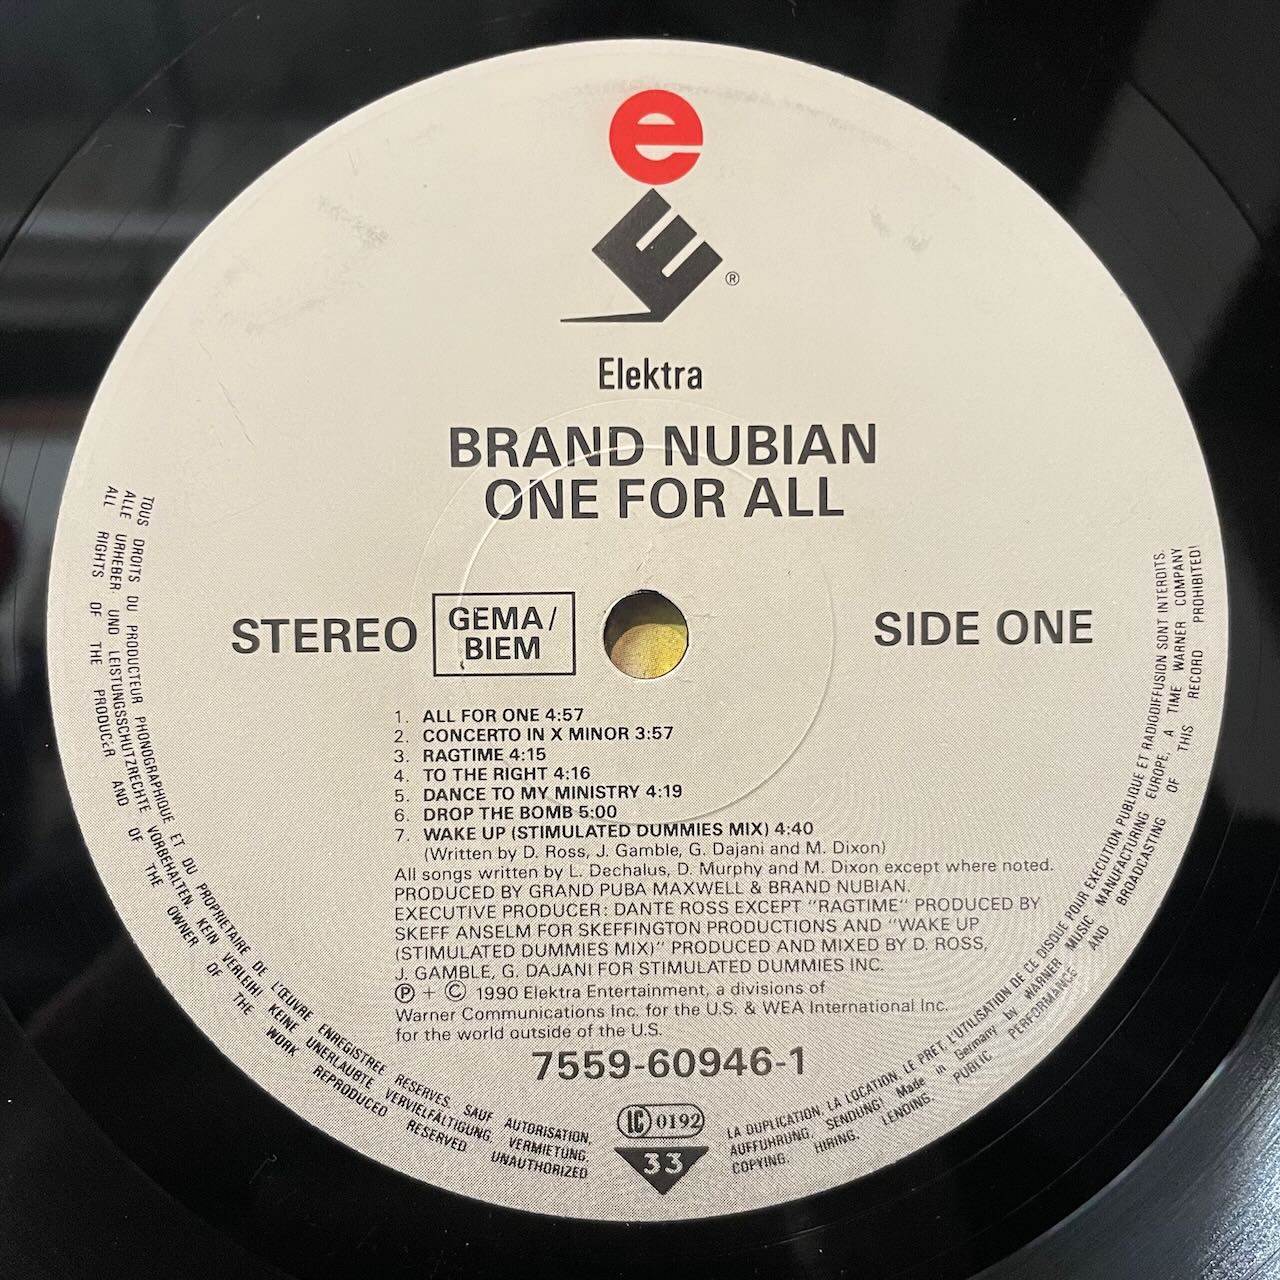 e
E
®
Elektra
BRAND NUBIAN
ONE FOR ALL
STEREO
GEMA/
BIEM
SIDE ONE
1. ALL FOR ONE 4:57
2. CONCERTO IN X MINOR 3:57
3. RAGTIME 4:15
4. TO THE RIGHT 4:16
5. DANCE TO MY MINISTRY 4:19
6. DROP THE BOMB 5:00
7. WAKE UP (STIMULATED DUMMIES MIX) 4:40
(Written by D. Ross, J. Gamble, G. Dajani and M. Dixon)
All songs written by L. Dechalus, D. Murphy and M. Dixon except where noted.
PRODUCED BY GRAND PUBA MAXWELL & BRAND NUBIAN.
EXECUTIVE PRODUCER: DANTE ROSS EXCEPT "RAGTIME" PRODUCED BY
SKEFF ANSELM FOR SKEFFINGTON PRODUCTIONS AND "WAKE UP
(STIMULATED DUMMIES MIX)" PRODUCED AND MIXED BY D. ROSS,
J. GAMBLE, G. DAJANI FOR STIMULATED DUMMIES INC.
℗ + © 1990 Elektra Entertainment, a divisions of
Warner Communications Inc. for the U.S. & WEA International Inc.
for the world outside of the U.S.
7559-60946-1
LC 0192
33
TOUS DROITS DU PRODUCTEUR PHONOGRAPHIQUE ET DU PROPRIETAIRE DE L'ŒUVRE ENREGISTREE RESERVES. SAUF AUTORISATION, LA DUPLICATION, LA LOCATION, LE PRET, L'UTILISATION DE CE DISQUE POUR EXECUTION PUBLIQUE ET RADIODIFFUSION SONT INTERDITS.
ALLE URHEBER UND LEISTUNGSSCHUTZRECHTE VORBEHALTEN. KEIN VERLEIH! KEINE UNERLAUBTE VERVIELFÄLTIGUNG, VERMIETUNG, AUFFUHRUNG, SENDUNG! Made in Germany by WARNER MUSIC MANUFACTURING EUROPE, A TIME WARNER COMPANY
ALL RIGHTS OF THE PRODUCER AND OF THE OWNER OF THE WORK REPRODUCED RESERVED UNAUTHORIZED COPYING. HIRING. LENDING. PUBLIC PERFORMANCE AND BROADCASTING OF THIS RECORD PROHIBITED!